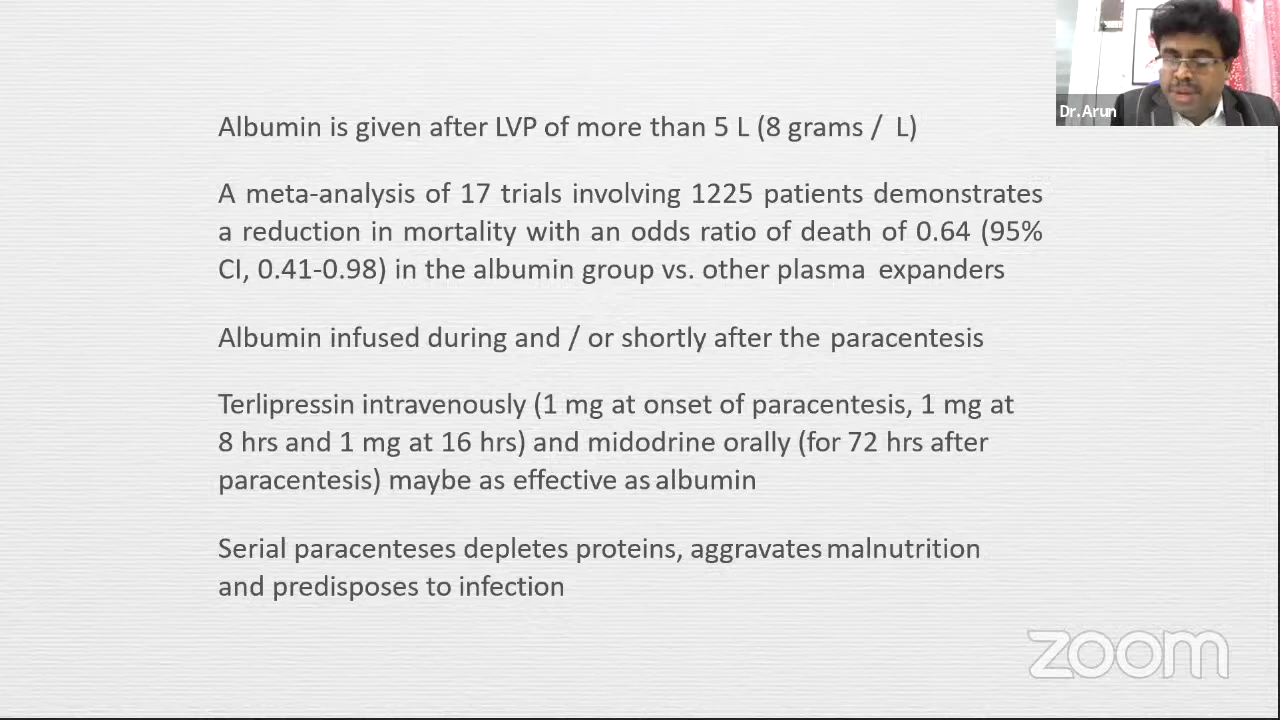 Dr.Arun
Albumin is given after LVP of more than 5 L (8 grams / L)
A meta-analysis of 17 trials involving 1225 patients demonstrates
a reduction in mortality with an odds ratio of death of 0.64 (95%
CI, 0.41-0.98) in the albumin group vs. other plasma expanders
Albumin infused during and / or shortly after the paracentesis
Terlipressin intravenously (1 mg at onset of paracentesis, 1 mg at
8 hrs and 1 mg at 16 hrs) and midodrine orally (for 72 hrs after
paracentesis) maybe as effective as albumin
Serial paracenteses depletes proteins, aggravates malnutrition
and predisposes to infection
zoom